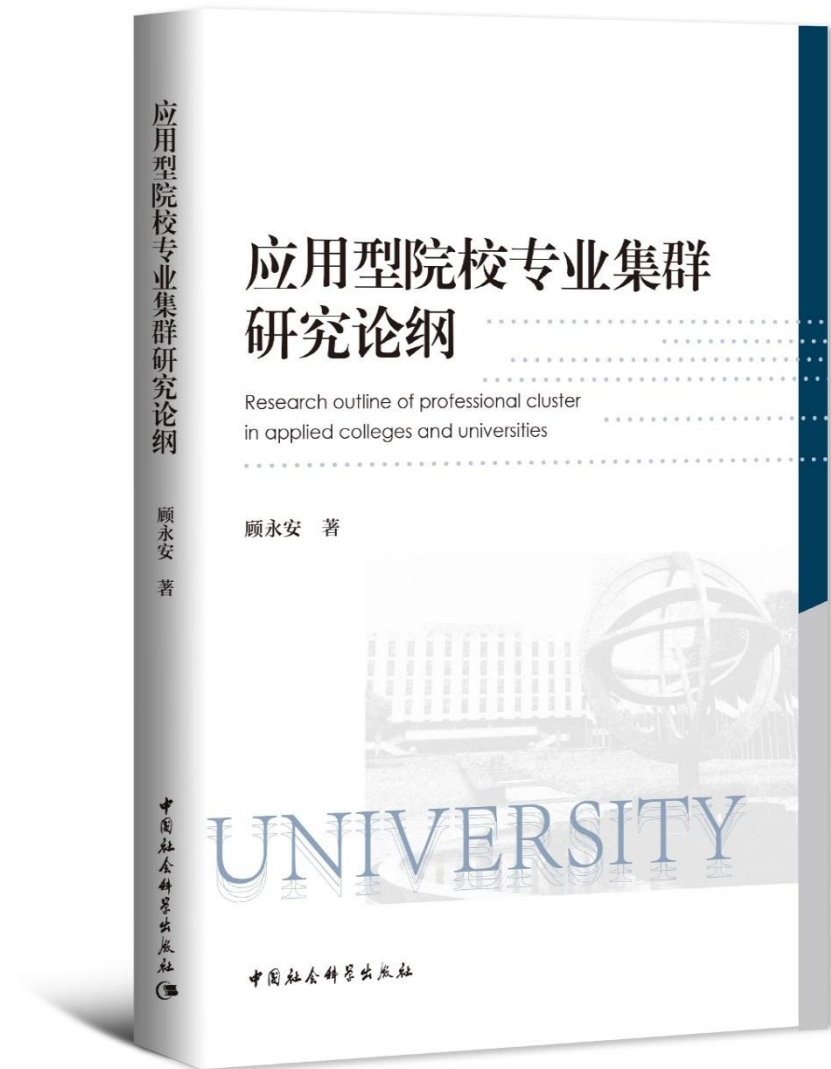 应用型院校专业集群研究论纲
顾永安 著
中国社会科学出版社
应用型院校专业集群
研究论纲
Research outline of professional cluster
in applied colleges and universities
顾永安 著
UNIVERSITY
中国社会科学出版社